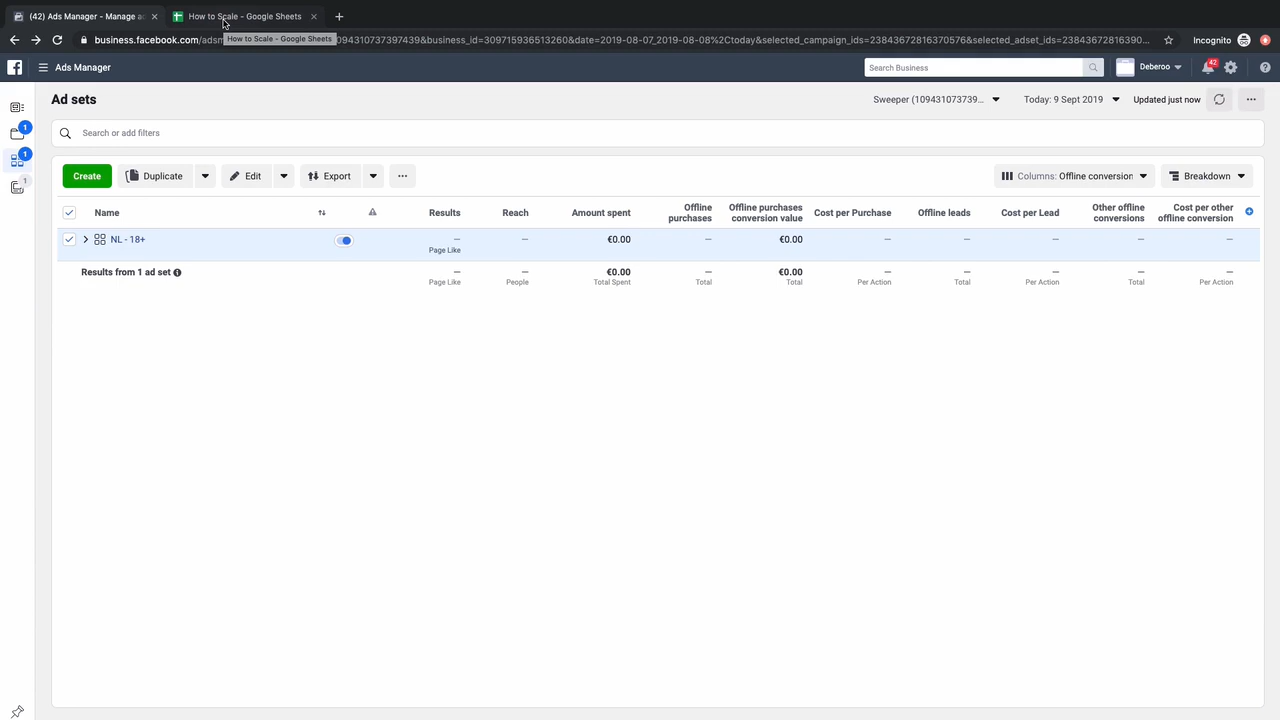 (42) Ads Manager - Manage ad
How to Scale - Google Sheets
business.facebook.com/adsm
How to Scale - Google Sheets
09431073739­7439&business_id=309715936513260&date=2019-08-07_2019-08-08%2Ctoday&selected_campaign_ids=23843672816370576&selected_adset_ids=23843672816390...
Incognito
Ads Manager
Search Business
Deberoo
42
Ad sets
Sweeper (109431073739...
Today: 9 Sept 2019
Updated just now
1
Search or add filters
1
Create
Duplicate
Edit
Export
Columns: Offline conversion
Breakdown
1
Name
Results
Reach
Amount spent
Offline purchases
Offline purchases conversion value
Cost per Purchase
Offline leads
Cost per Lead
Other offline conversions
Cost per other offline conversion
NL - 18+
—
Page Like
—
€0.00
—
€0.00
—
—
—
—
—
Results from 1 ad set
—
Page Like
—
People
€0.00
Total Spent
—
Total
€0.00
Total
—
Per Action
—
Total
—
Per Action
—
Total
—
Per Action